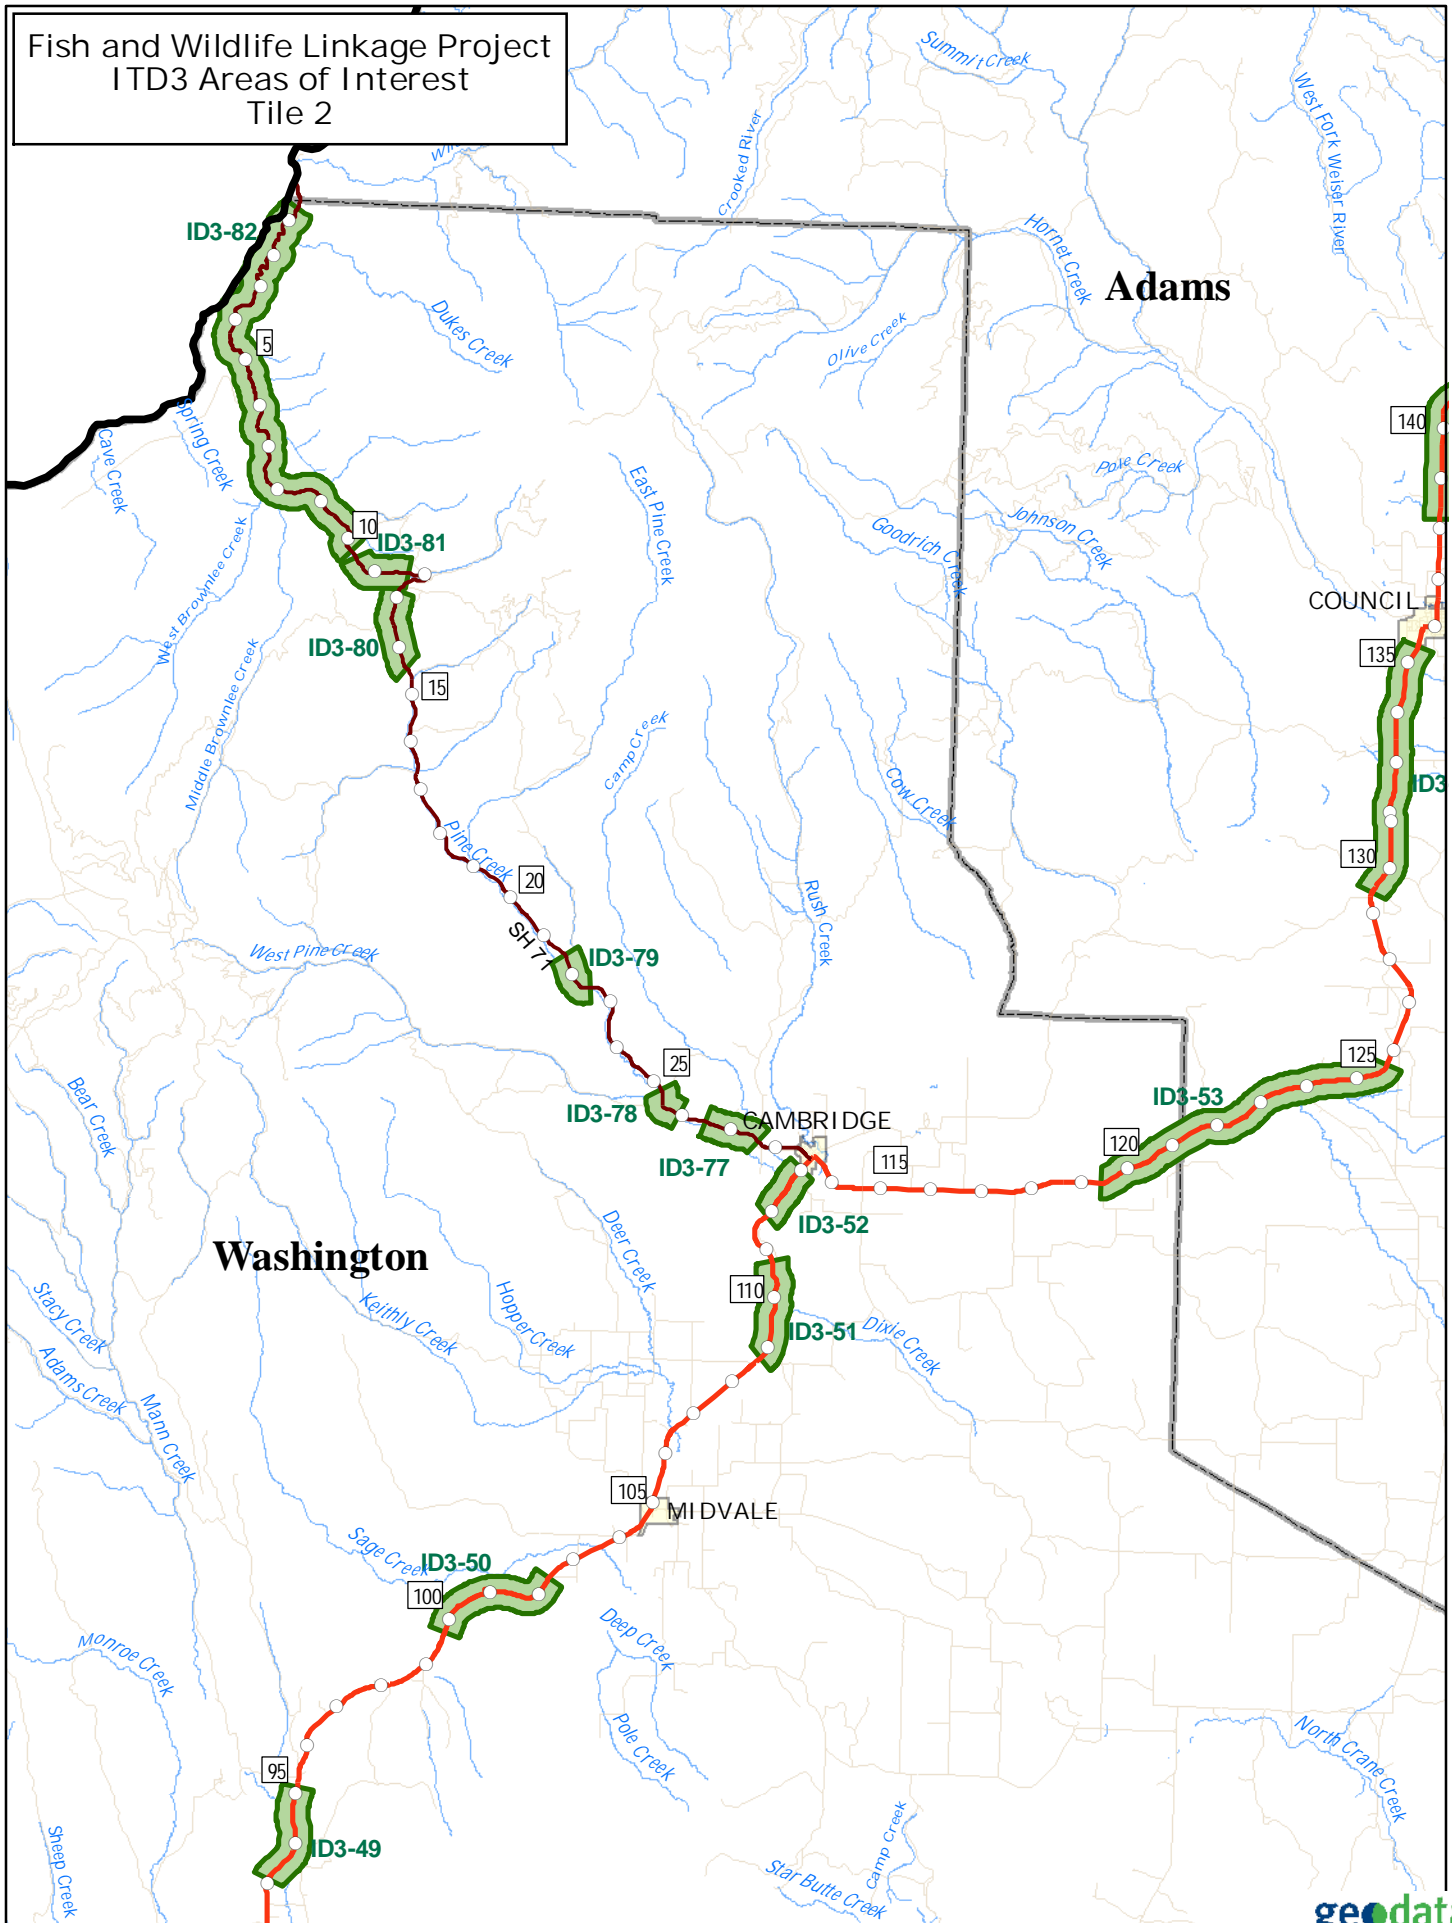 Fish and Wildlife Linkage Project
ITD3 Areas of Interest
Tile 2
Summit Creek
West Fork Weiser River
Crooked River
ID3-82
Hornet Creek
Adams
Dukes Creek
Olive Creek
5
Spring Creek
Cave Creek
140
Pole Creek
East Pine Creek
Goodrich Creek
Johnson Creek
10
ID3-81
West Brownlee Creek
COUNCIL
ID3-80
135
15
Middle Brownlee Creek
Camp Creek
Cow Creek
ID3
Pine Creek
130
20
Rush Creek
SH 71
West Pine Creek
ID3-79
25
125
Bear Creek
ID3-78
ID3-53
CAMBRIDGE
120
ID3-77
115
ID3-52
Deer Creek
Washington
110
Stacy Creek
Keithly Creek
Hopper Creek
ID3-51
Dixie Creek
Adams Creek
Mann Creek
105
MIDVALE
Sage Creek
ID3-50
100
Deep Creek
Monroe Creek
Pole Creek
North Crane Creek
95
ID3-49
Camp Creek
Sheep Creek
Star Butte Creek
geodat